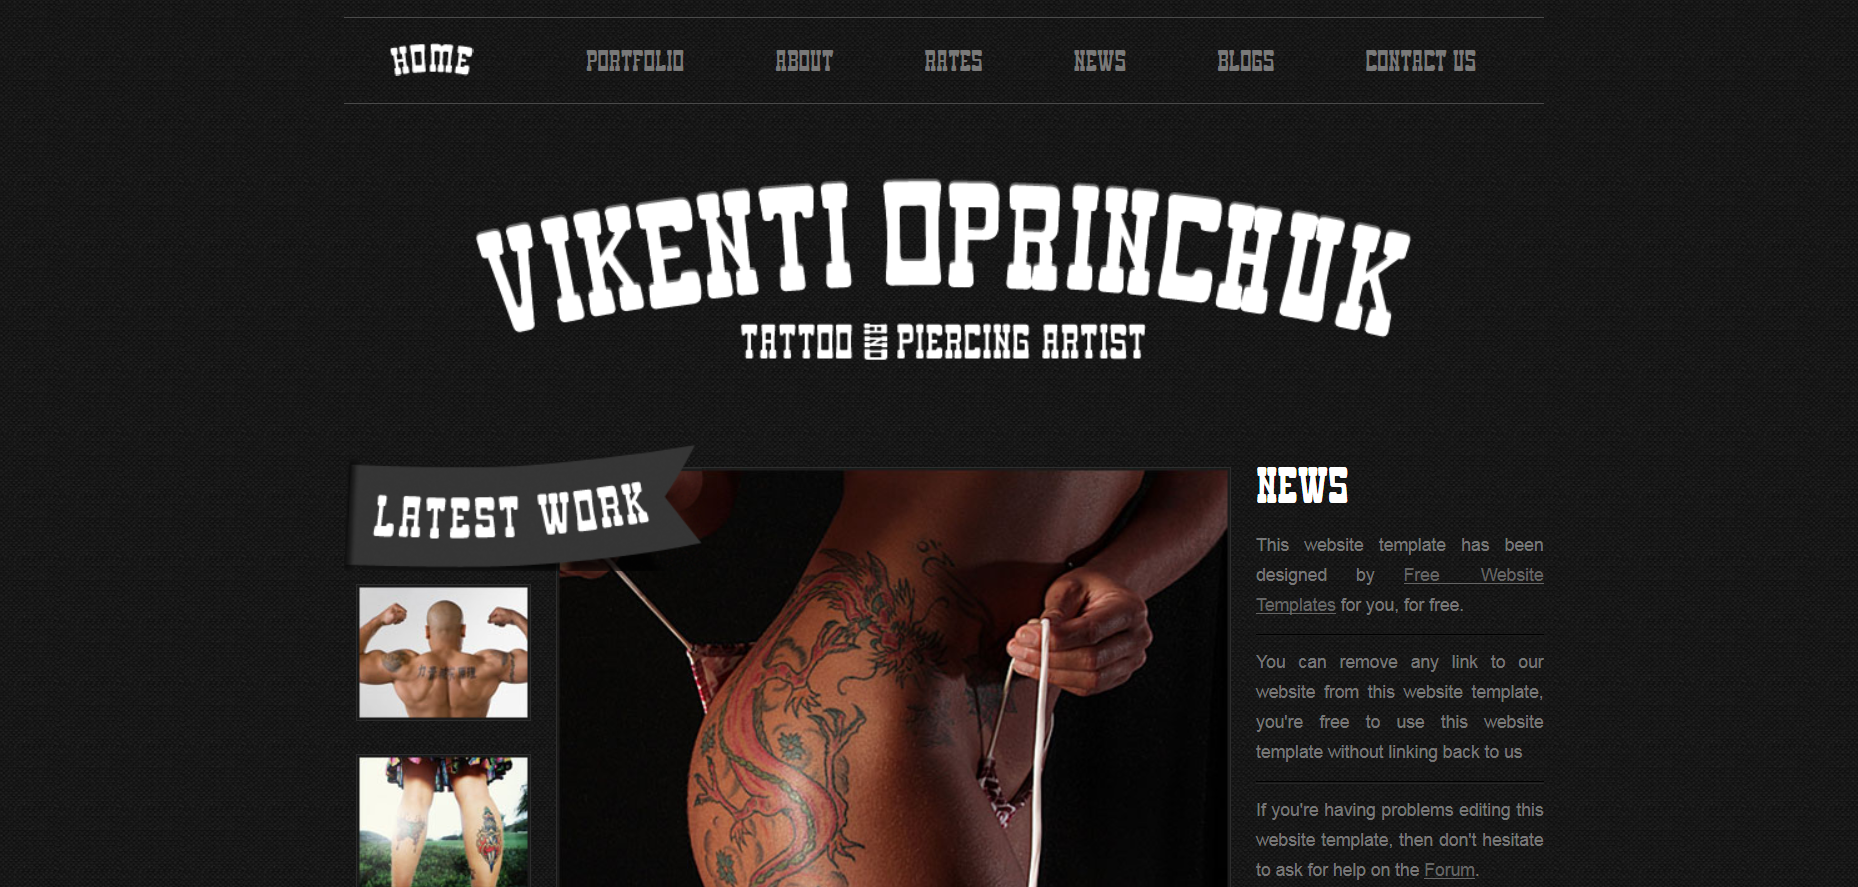 HOME PORTFOLIO ABOUT RATES NEWS BLOGS CONTACT US
VIKENTI OPRINCHUK
TATTOO AND PIERCING ARTIST
LATEST WORK
NEWS
This website template has been
designed by Free Website
Templates for you, for free.
You can remove any link to our
website from this website template,
you're free to use this website
template without linking back to us
If you're having problems editing this
website template, then don't hesitate
to ask for help on the Forum.